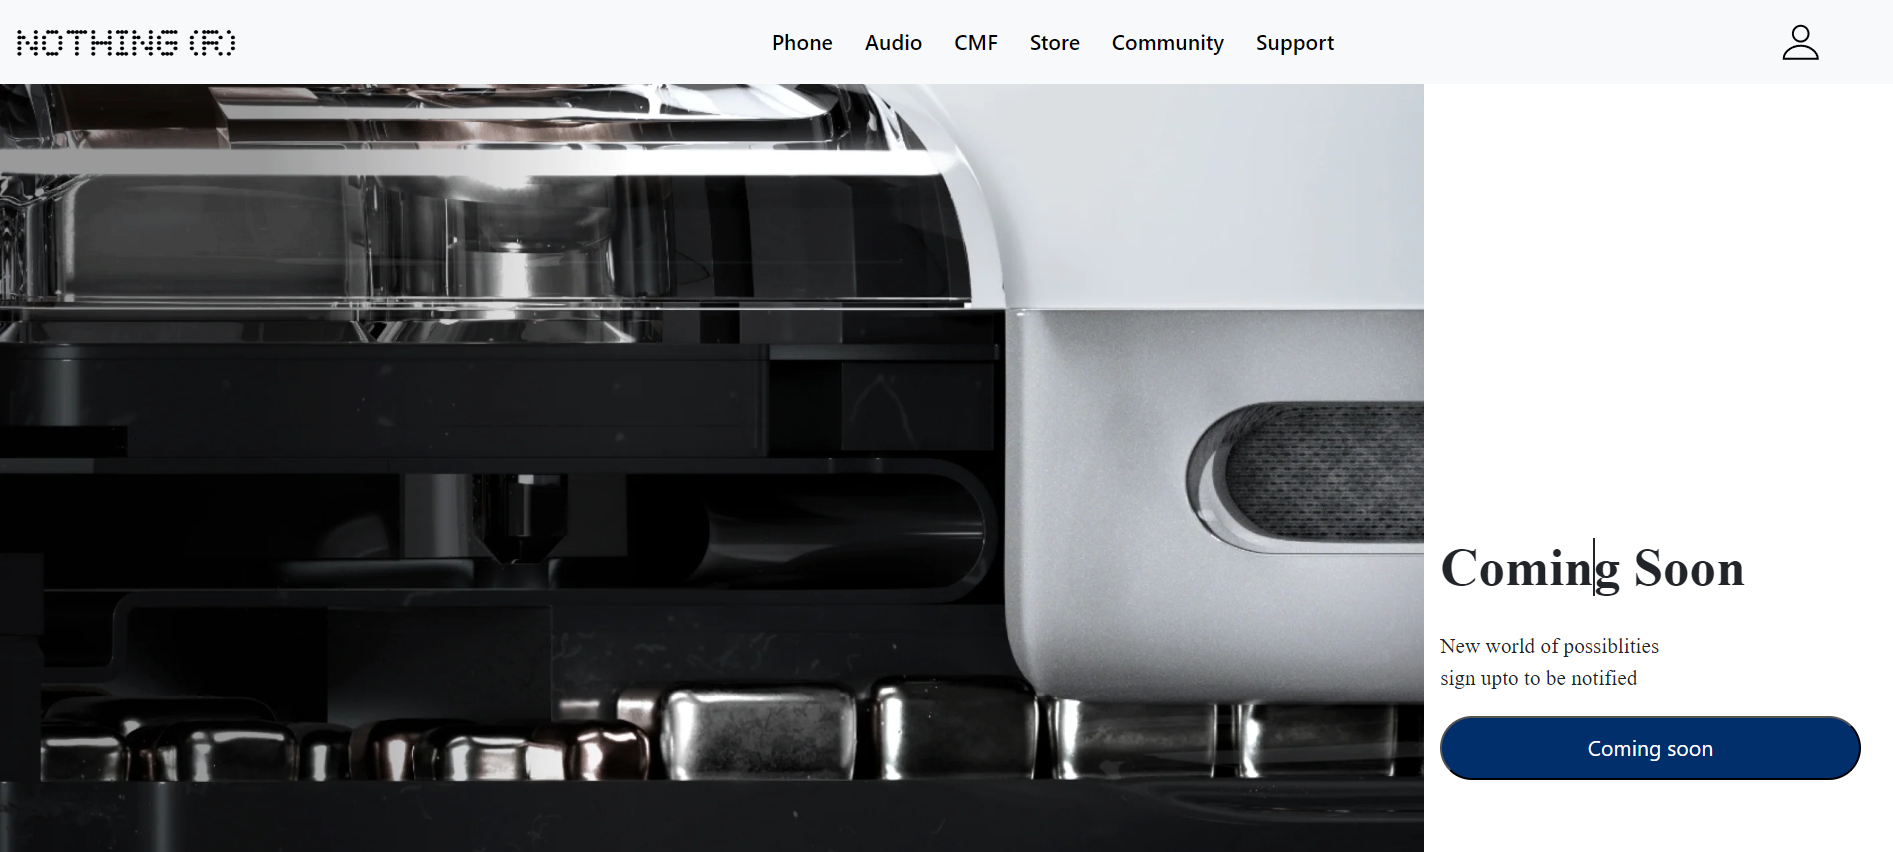 NOTHING (R)
Phone Audio CMF Store Community Support
Coming Soon
New world of possiblities
sign upto to be notified
Coming soon